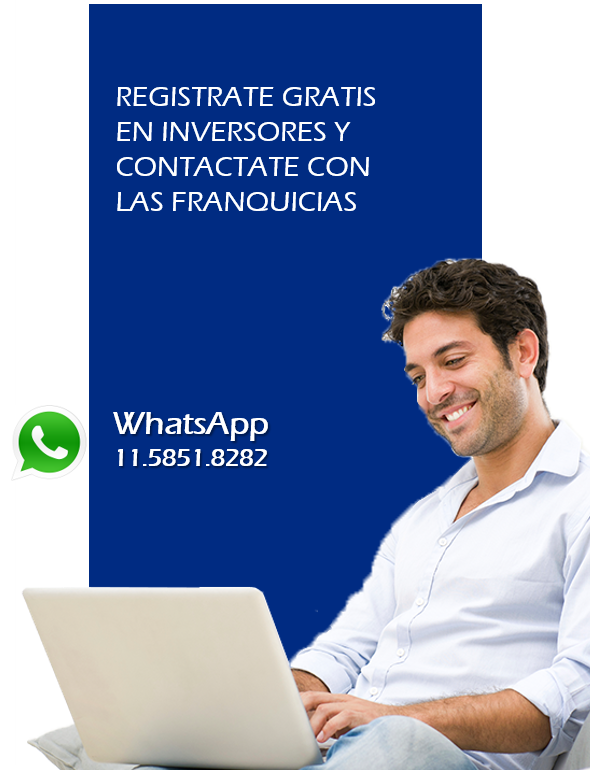 REGISTRATE GRATIS
EN INVERSORES Y
CONTACTATE CON
LAS FRANQUICIAS
WhatsApp
11.5851.8282